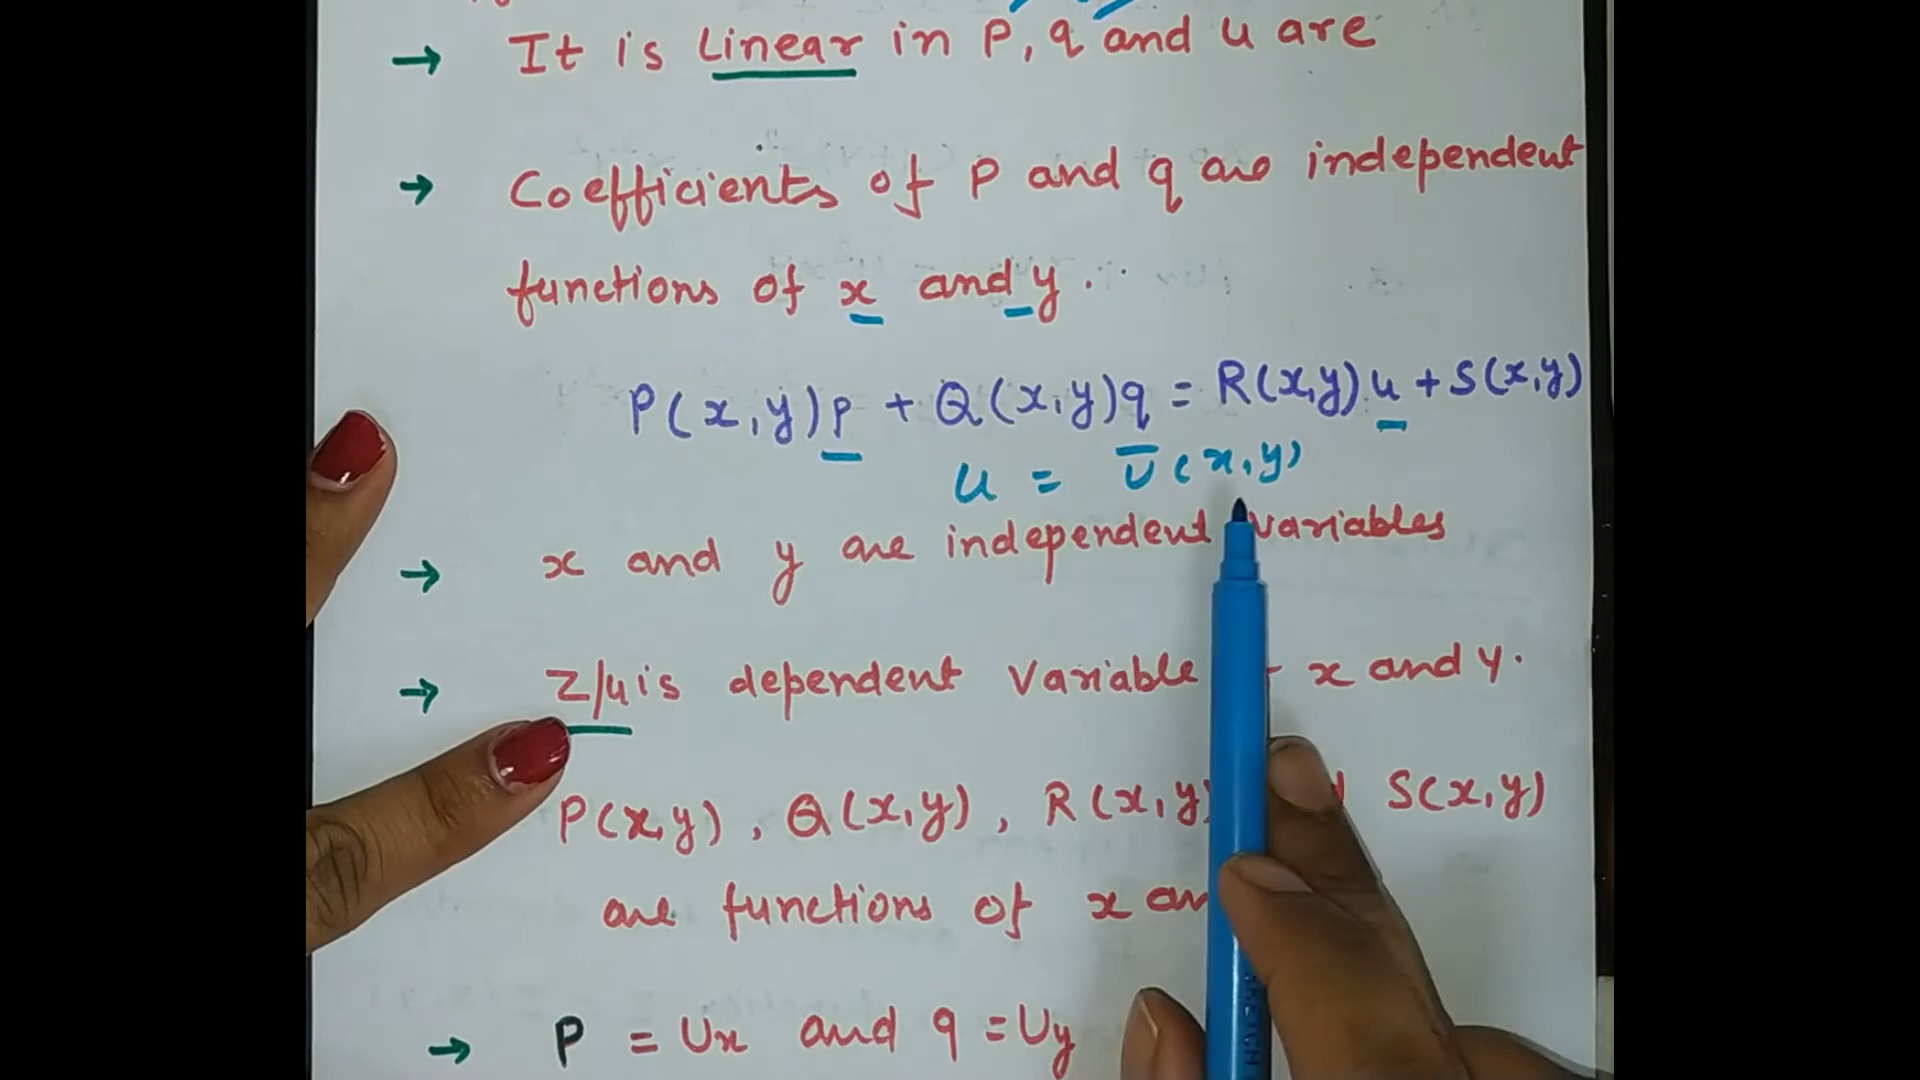 → It is Linear in P, q and u are
→ Coefficients of P and q are independent
functions of x and y.
P(x,y)p + Q(x,y)q = R(x,y)u + S(x,y)
u = U(x,y)
→ x and y are independent variables
→ Z/u is dependent Variable x and y.
P(x,y), Q(x,y), R(x,y) S(x,y)
are functions of x
→ P = Ux and q = Uy